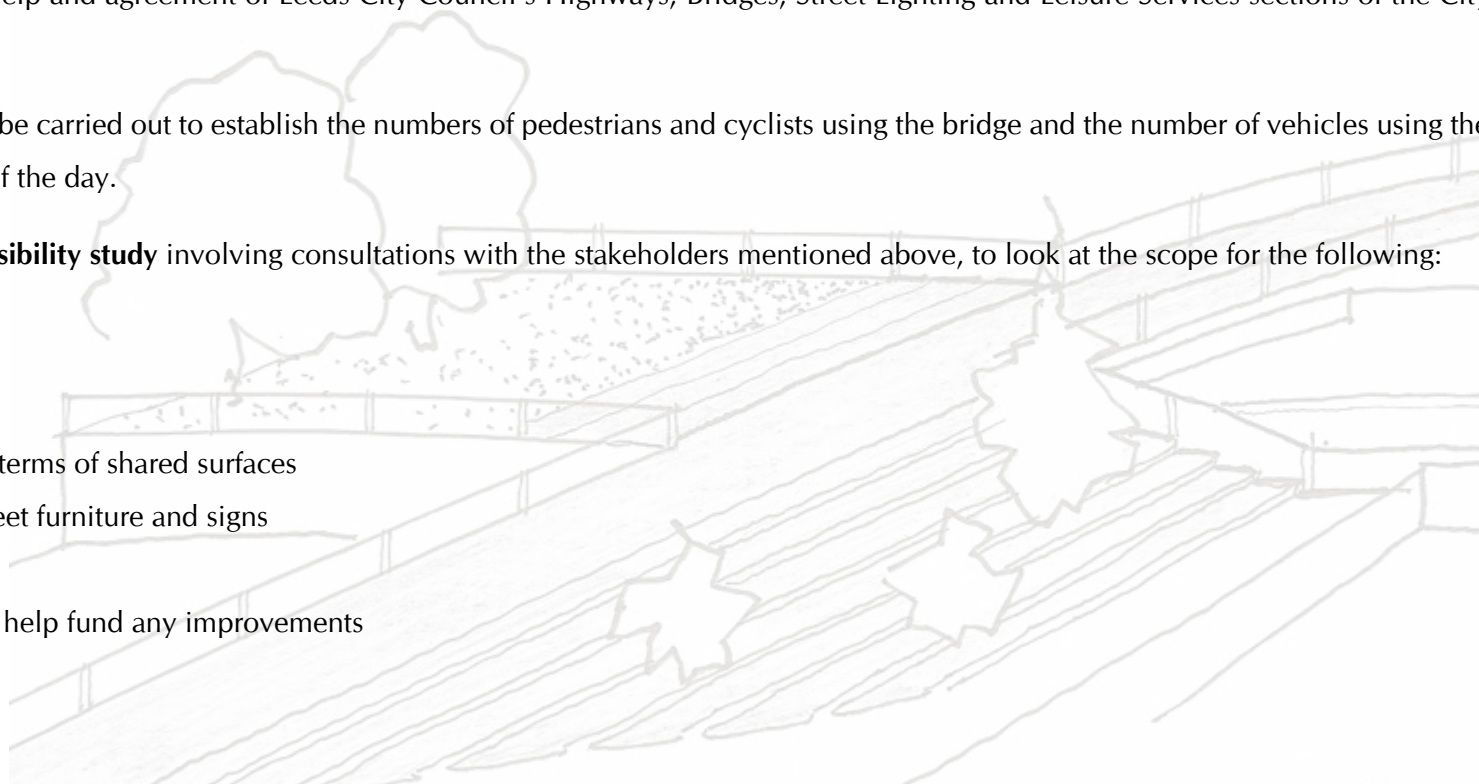 elp and agreement of Leeds City Council's Highways, Bridges, Street Lighting and Leisure Services sections of the City
be carried out to establish the numbers of pedestrians and cyclists using the bridge and the number of vehicles using the
f the day.
sibility study involving consultations with the stakeholders mentioned above, to look at the scope for the following:
terms of shared surfaces
eet furniture and signs
help fund any improvements